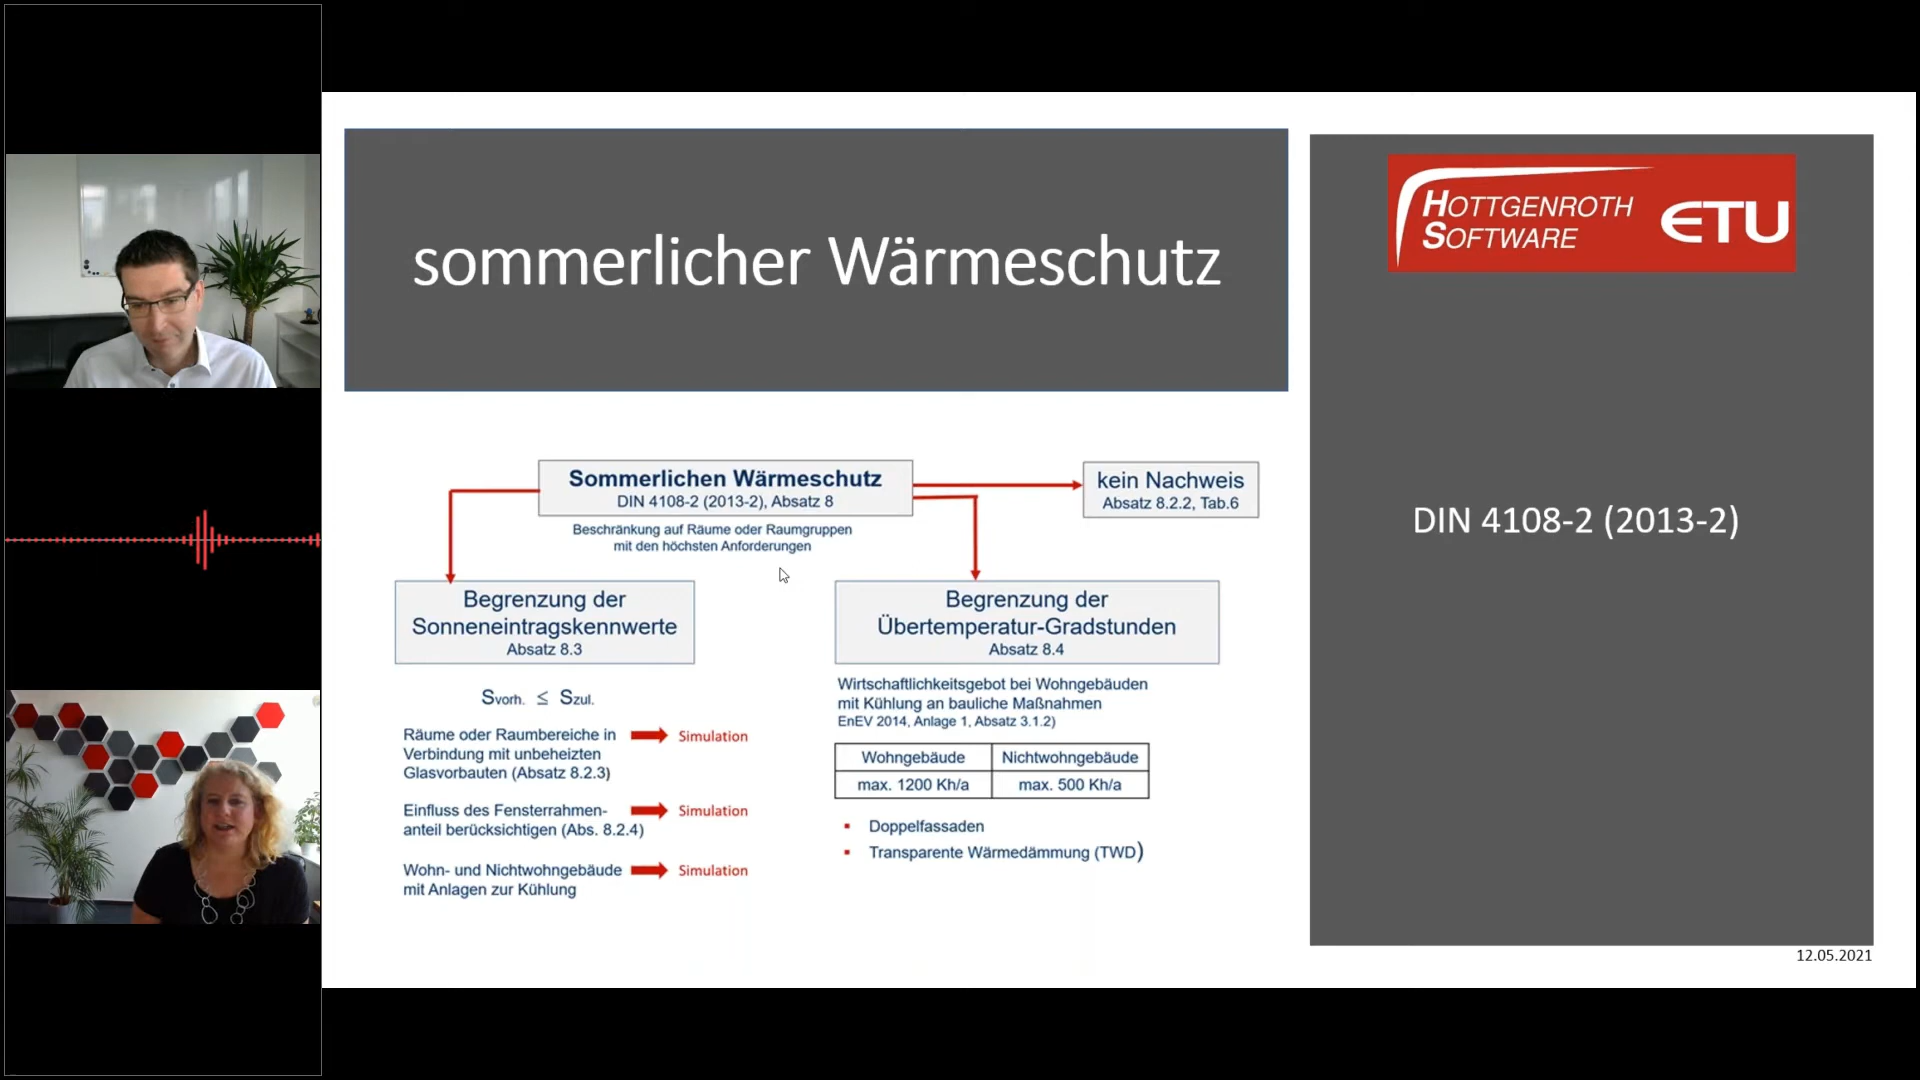 sommerlicher Wärmeschutz
HOTTGENROTH
SOFTWARE
ETU
DIN 4108-2 (2013-2)
Sommerlichen Wärmeschutz
DIN 4108-2 (2013-2), Absatz 8
kein Nachweis
Absatz 8.2.2, Tab.6
Beschränkung auf Räume oder Raumgruppen
mit den höchsten Anforderungen
Begrenzung der
Sonneneintragskennwerte
Absatz 8.3
Svorh. ≤ Szul.
Räume oder Raumbereiche in
Verbindung mit unbeheizten
Glasvorbauten (Absatz 8.2.3)
Simulation
Einfluss des Fensterrahmen-
anteil berücksichtigen (Abs. 8.2.4)
Simulation
Wohn- und Nichtwohngebäude
mit Anlagen zur Kühlung
Simulation
Begrenzung der
Übertemperatur-Gradstunden
Absatz 8.4
Wirtschaftlichkeitsgebot bei Wohngebäuden
mit Kühlung an bauliche Maßnahmen
EnEV 2014, Anlage 1, Absatz 3.1.2)
Wohngebäude Nichtwohngebäude
max. 1200 Kh/a max. 500 Kh/a
▪ Doppelfassaden
▪ Transparente Wärmedämmung (TWD)
12.05.2021